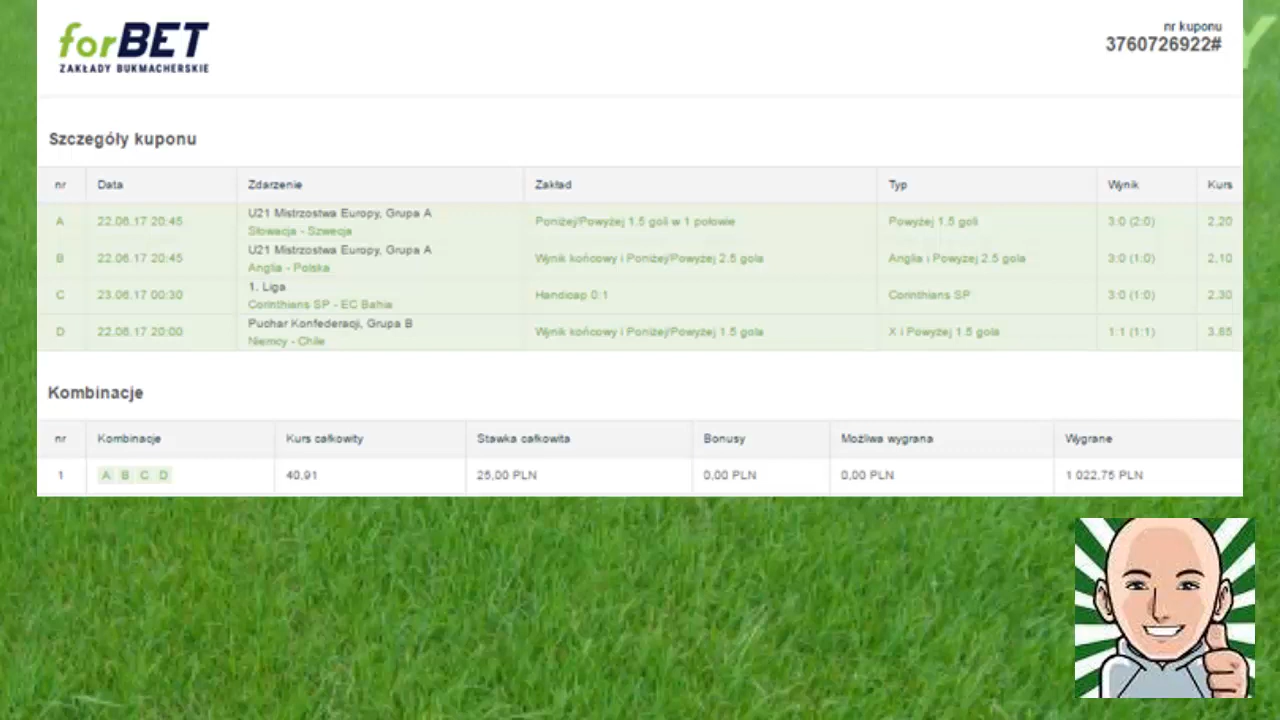 forBET
ZAKŁADY BUKMACHERSKIE
nr kuponu
3760726922#
Szczegóły kuponu
nr Data Zdarzenie Zakład Typ Wynik Kurs
U21 Mistrzostwa Europy, Grupa A
A 22.06.17 20:45 Słowacja - Szwecja Poniżej/Powyżej 1.5 goli w 1 połowie Powyżej 1.5 goli 3:0 (2:0) 2.20
U21 Mistrzostwa Europy, Grupa A
B 22.06.17 20:45 Anglia - Polska Wynik końcowy i Poniżej/Powyżej 2.5 gola Anglia i Powyżej 2.5 gola 3:0 (1:0) 2.10
1. Liga
C 23.06.17 00:30 Corinthians SP - EC Bahia Handicap 0:1 Corinthians SP 3:0 (1:0) 2.30
Puchar Konfederacji, Grupa B
D 22.06.17 20:00 Niemcy - Chile Wynik końcowy i Poniżej/Powyżej 1.5 gola X i Powyżej 1.5 gola 1:1 (1:1) 3.85
Kombinacje
nr Kombinacje Kurs całkowity Stawka całkowita Bonusy Możliwa wygrana Wygrane
1 A B C D 40,91 25,00 PLN 0,00 PLN 0,00 PLN 1 022,75 PLN